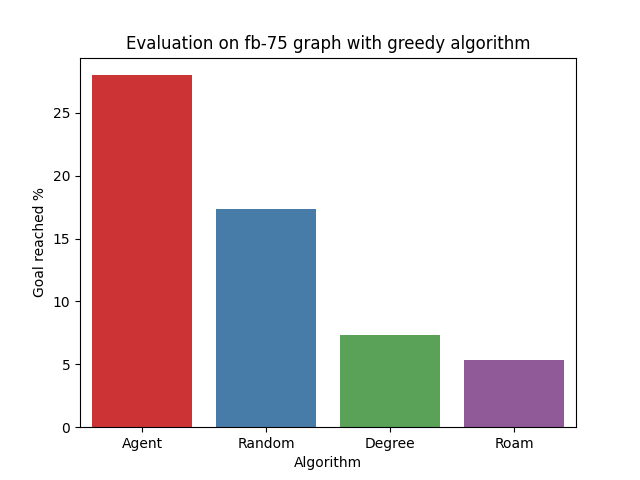 Evaluation on fb-75 graph with greedy algorithm
Goal reached %
25
20
15
10
5
0
Agent Random Degree Roam
Algorithm